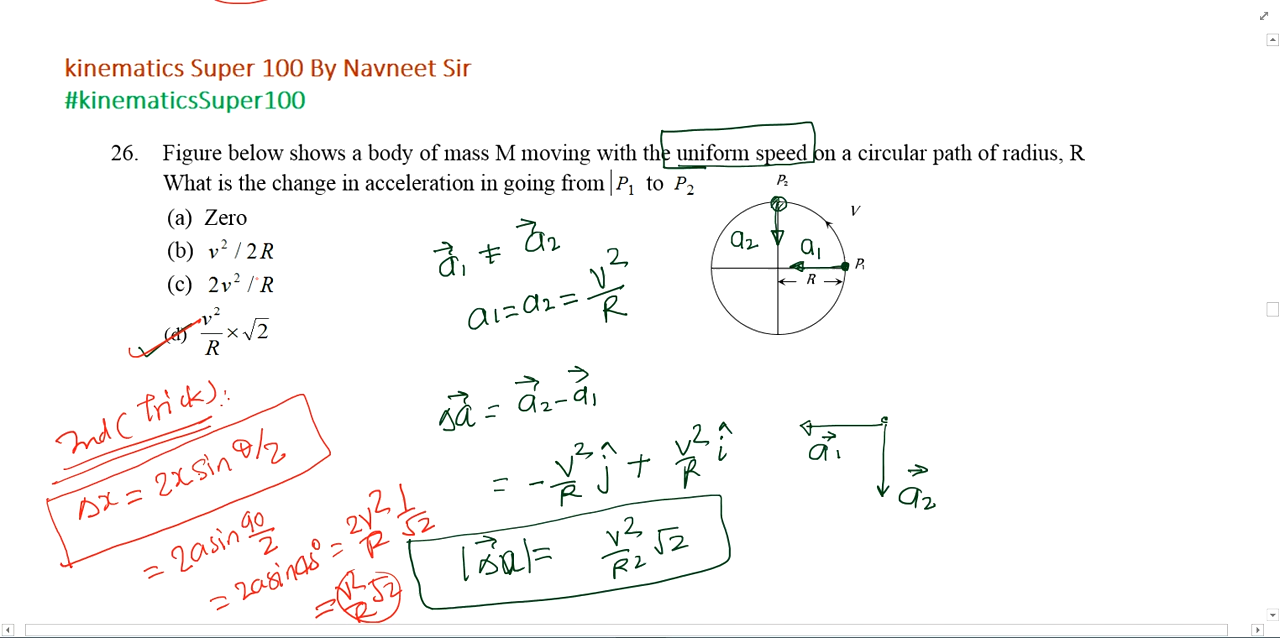 kinematics Super 100 By Navneet Sir
#kinematicsSuper100
26. Figure below shows a body of mass M moving with the uniform speed on a circular path of radius, R
What is the change in acceleration in going from P₁ to P₂
(a) Zero
(b) v² / 2R
(c) 2v² / R
(d) v²/R × √2
P₂
V
a₂
a₁
P₁
R
a⃗₁ ≠ a⃗₂
a₁ = a₂ = v²/R
Δa⃗ = a⃗₂ - a⃗₁
= - v²/R ĵ + v²/R î
|Δa⃗| = v²/R2 √2
a⃗₁
a⃗₂
2nd (Trick):
Δx = 2x sin θ/2
= 2a sin 90/2
= 2a sin 45° = 2v²/R 1/√2
= v²/R √2